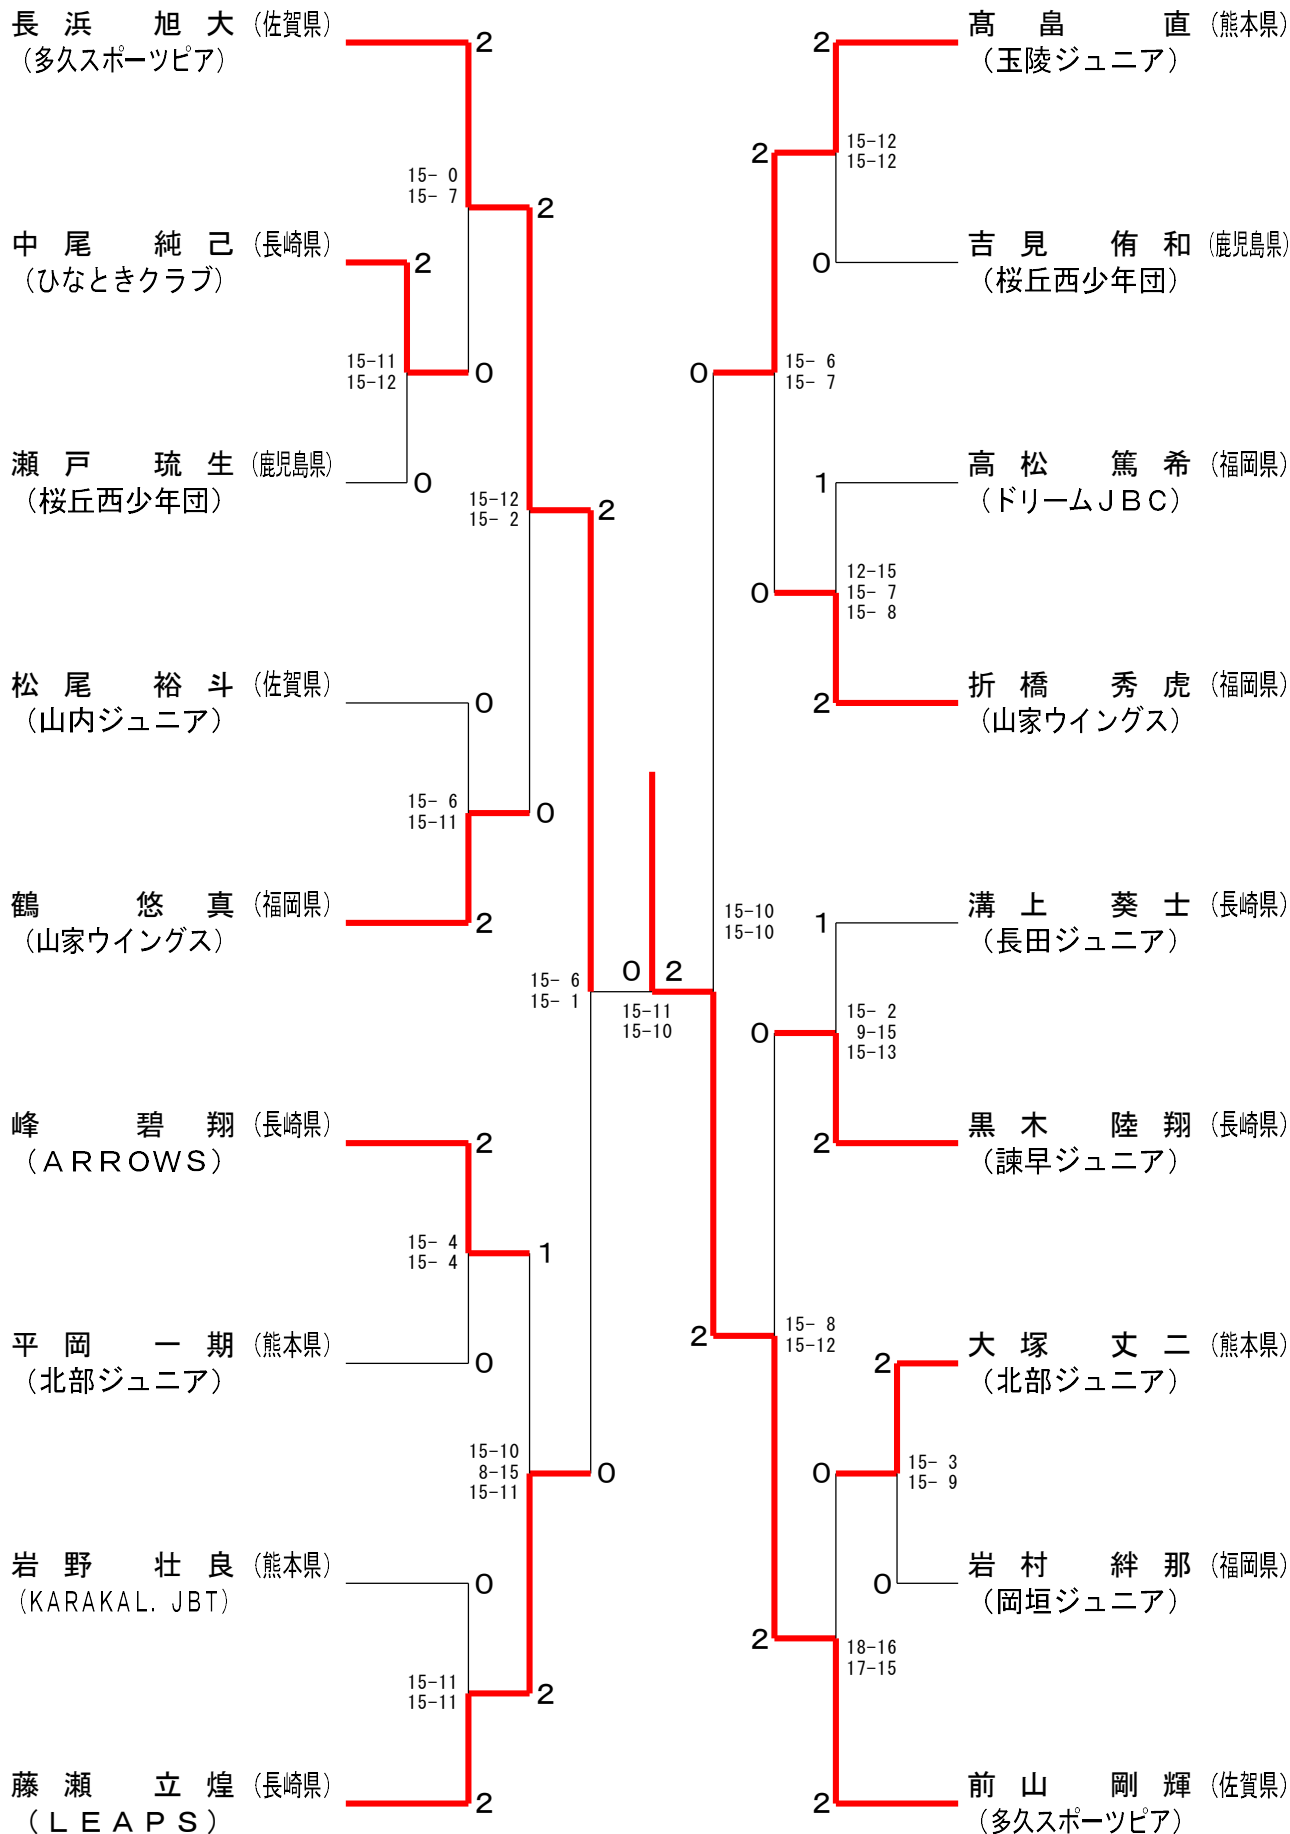 長浜 旭大 (佐賀県)
(多久スポーツピア)
2
15- 0
15- 7
2
中尾 純己 (長崎県)
(ひなときクラブ)
2
15-11
15-12
0
瀬戸 琉生 (鹿児島県)
(桜丘西少年団)
0
15-12
15- 2
2
松尾 裕斗 (佐賀県)
(山内ジュニア)
0
15- 6
15-11
0
鶴 悠真 (福岡県)
(山家ウイングス)
2
15- 6
15- 1
0 2
15-11
15-10
峰 碧翔 (長崎県)
(ARROWS)
2
15- 4
15- 4
1
平岡 一期 (熊本県)
(北部ジュニア)
0
15-10
8-15
15-11
0
岩野 壮良 (熊本県)
(KARAKAL. JBT)
0
15-11
15-11
2
藤瀬 立煌 (長崎県)
(LEAPS)
2
2
髙畠 直 (熊本県)
(玉陵ジュニア)
2
15-12
15-12
0
吉見 侑和 (鹿児島県)
(桜丘西少年団)
0
15- 6
15- 7
1
高松 篤希 (福岡県)
(ドリームJBC)
0
12-15
15- 7
15- 8
2
折橋 秀虎 (福岡県)
(山家ウイングス)
15-10
15-10
1
溝上 葵士 (長崎県)
(長田ジュニア)
0
15- 2
9-15
15-13
2
黒木 陸翔 (長崎県)
(諫早ジュニア)
2
15- 8
15-12
2
大塚 丈二 (熊本県)
(北部ジュニア)
0
15- 3
15- 9
0
岩村 絆那 (福岡県)
(岡垣ジュニア)
2
18-16
17-15
2
前山 剛輝 (佐賀県)
(多久スポーツピア)